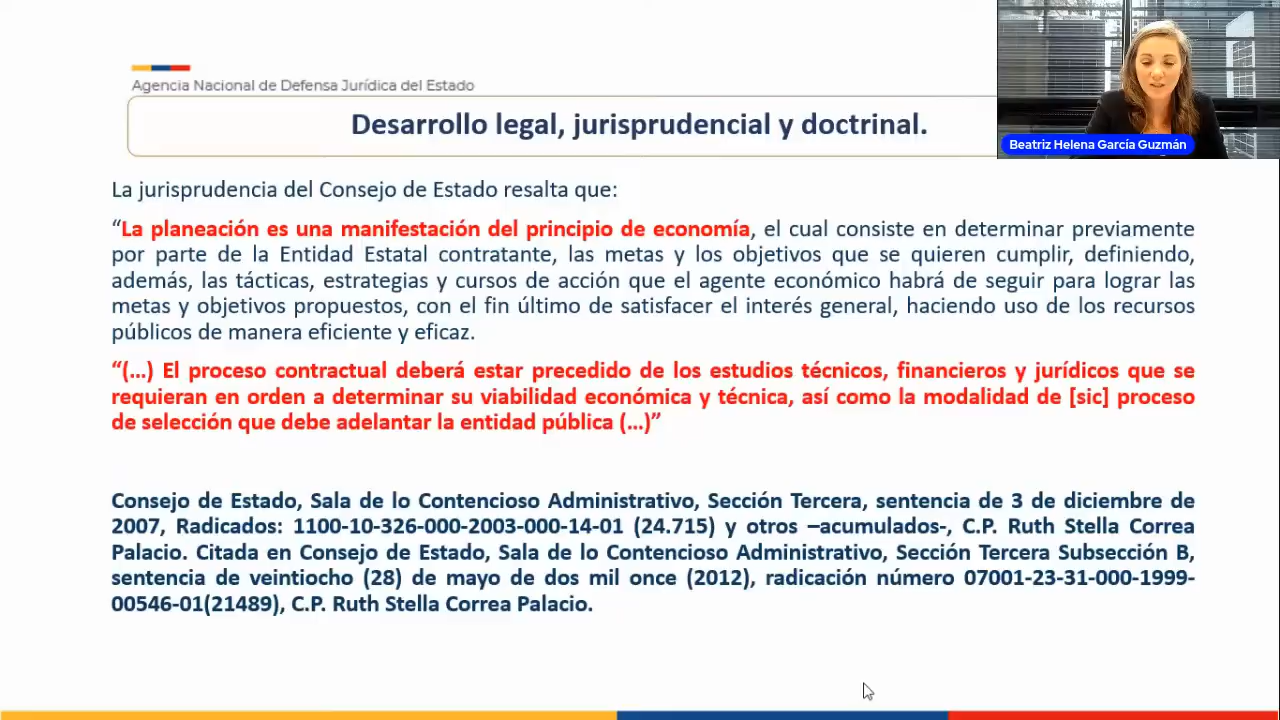 Agencia Nacional de Defensa Jurídica del Estado
Desarrollo legal, jurisprudencial y doctrinal.
Beatriz Helena García Guzmán
La jurisprudencia del Consejo de Estado resalta que:
“La planeación es una manifestación del principio de economía, el cual consiste en determinar previamente
por parte de la Entidad Estatal contratante, las metas y los objetivos que se quieren cumplir, definiendo,
además, las tácticas, estrategias y cursos de acción que el agente económico habrá de seguir para lograr las
metas y objetivos propuestos, con el fin último de satisfacer el interés general, haciendo uso de los recursos
públicos de manera eficiente y eficaz.
“(...) El proceso contractual deberá estar precedido de los estudios técnicos, financieros y jurídicos que se
requieran en orden a determinar su viabilidad económica y técnica, así como la modalidad de [sic] proceso
de selección que debe adelantar la entidad pública (...)”
Consejo de Estado, Sala de lo Contencioso Administrativo, Sección Tercera, sentencia de 3 de diciembre de
2007, Radicados: 1100-10-326-000-2003-000-14-01 (24.715) y otros –acumulados-, C.P. Ruth Stella Correa
Palacio. Citada en Consejo de Estado, Sala de lo Contencioso Administrativo, Sección Tercera Subsección B,
sentencia de veintiocho (28) de mayo de dos mil once (2012), radicación número 07001-23-31-000-1999-
00546-01(21489), C.P. Ruth Stella Correa Palacio.